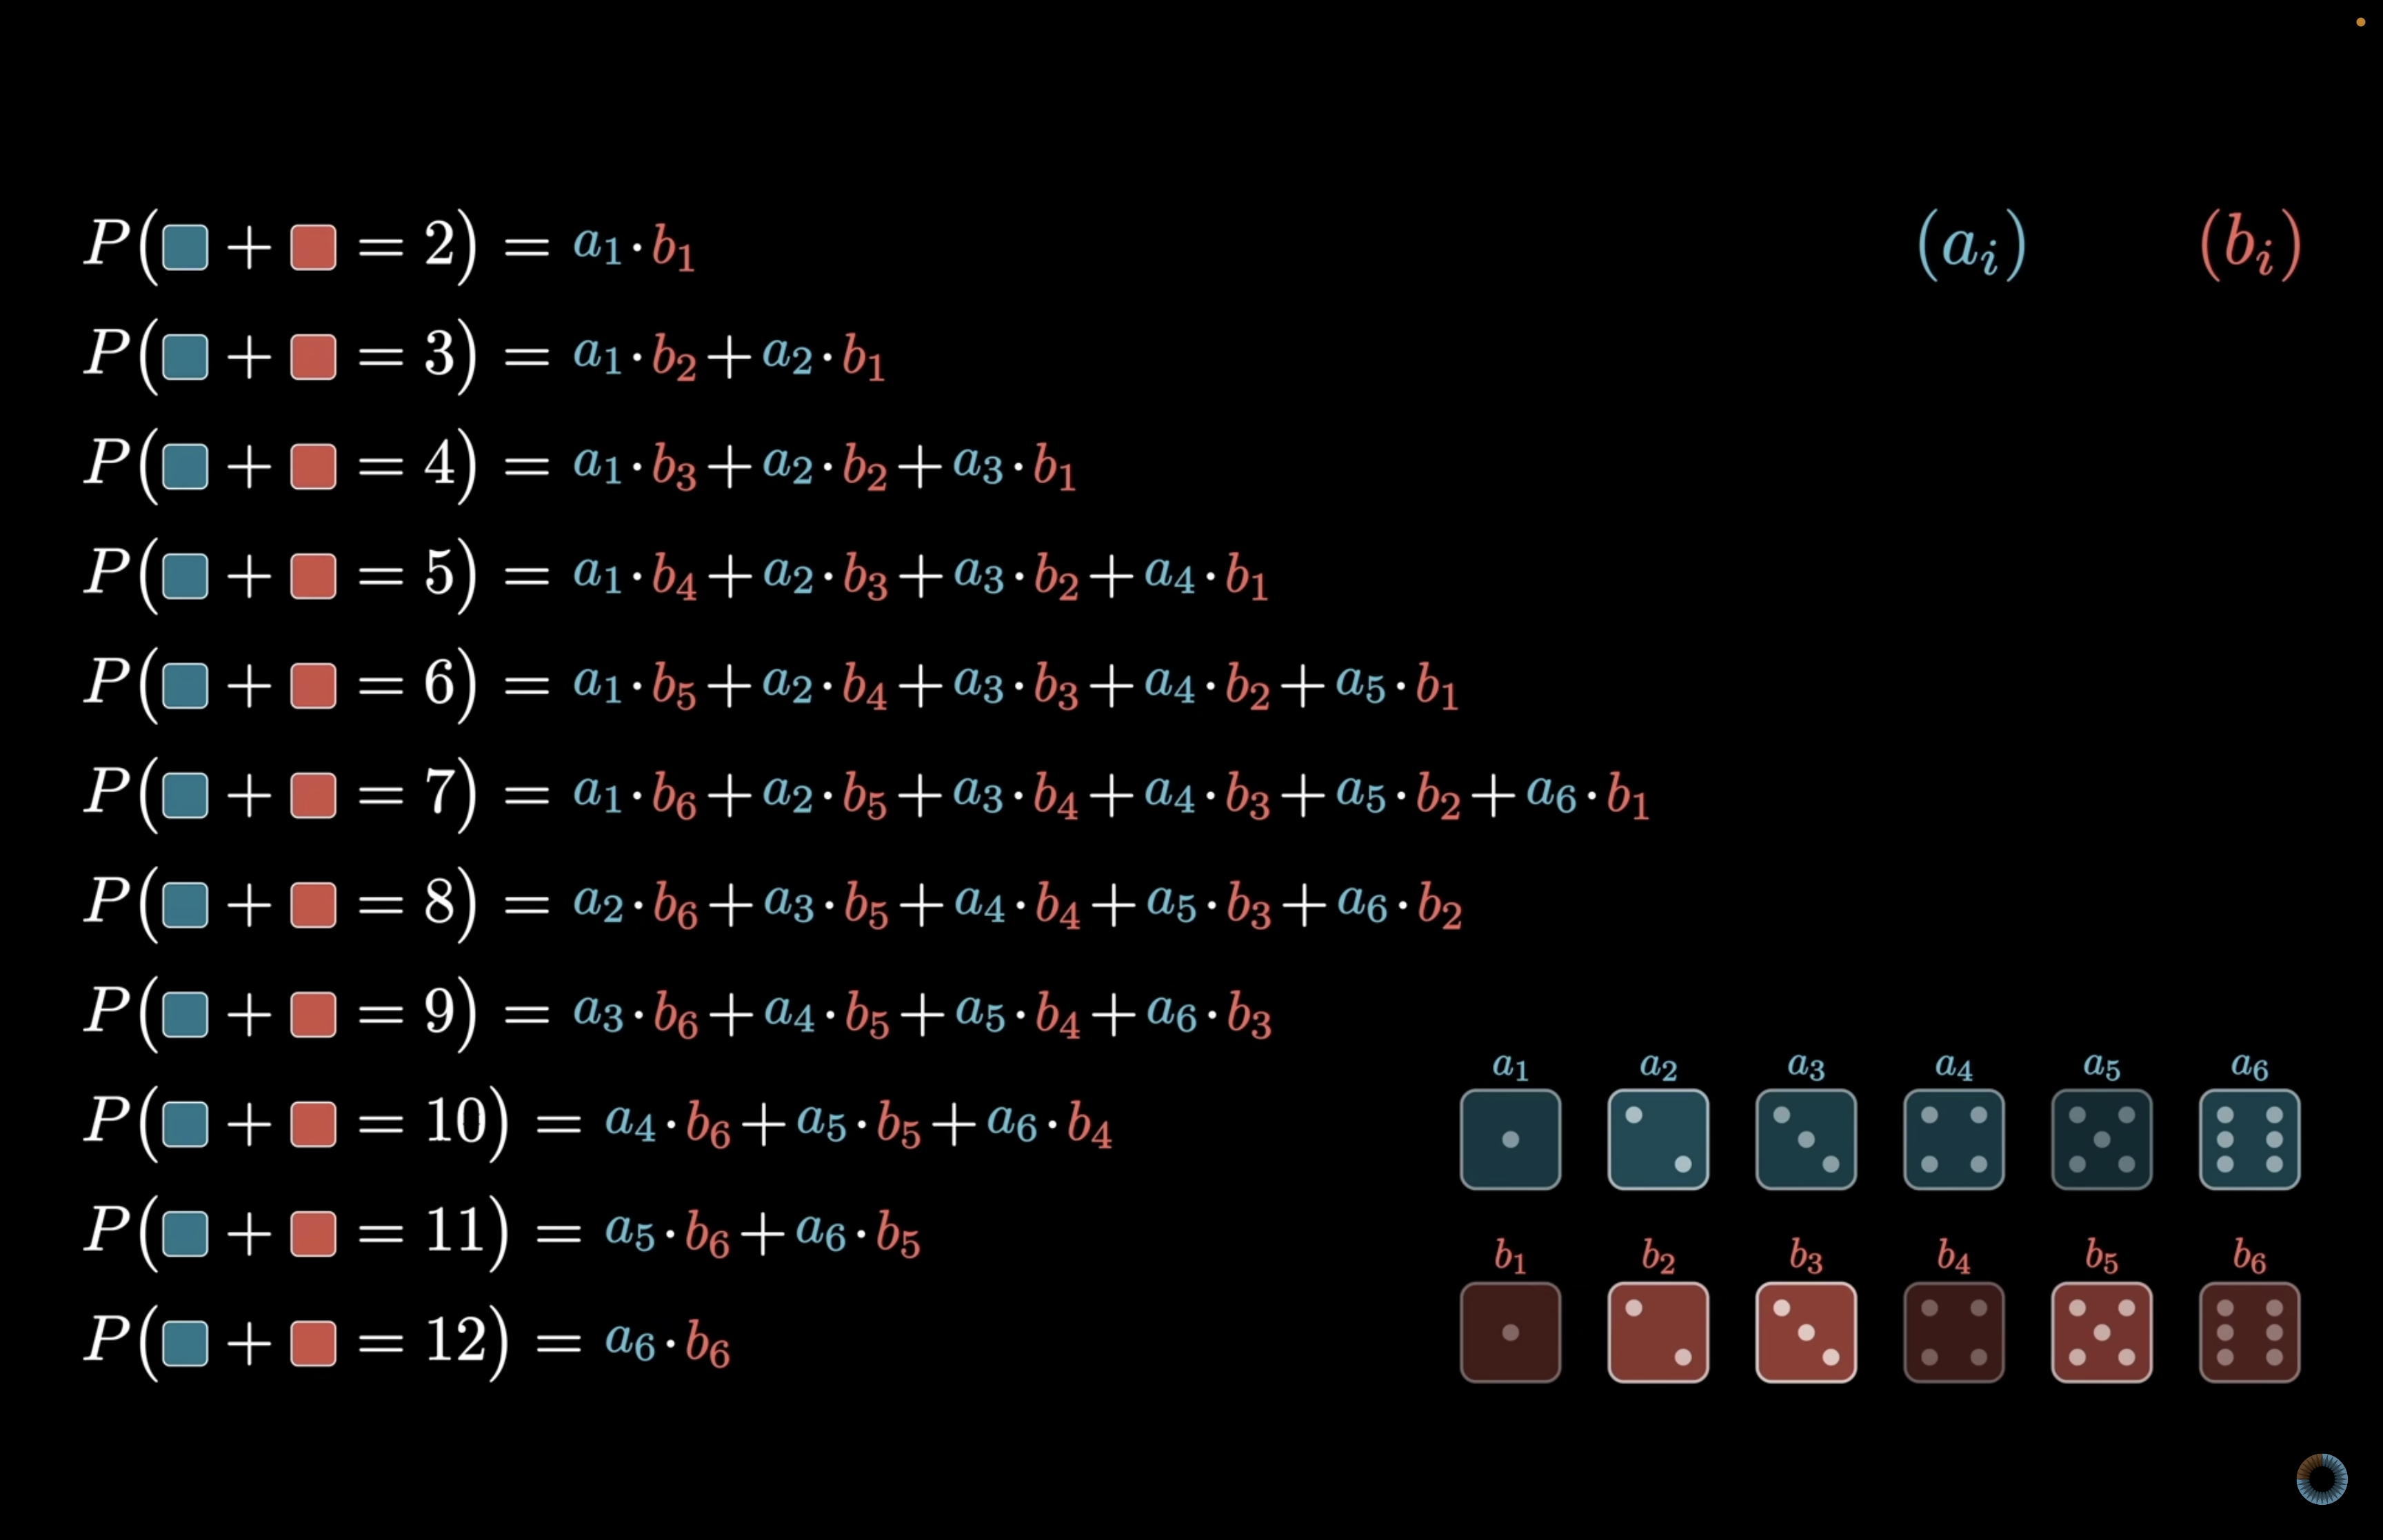 P(🟦 + 🟥 = 2) = a₁·b₁
(aᵢ) (bᵢ)
P(🟦 + 🟥 = 3) = a₁·b₂ + a₂·b₁
P(🟦 + 🟥 = 4) = a₁·b₃ + a₂·b₂ + a₃·b₁
P(🟦 + 🟥 = 5) = a₁·b₄ + a₂·b₃ + a₃·b₂ + a₄·b₁
P(🟦 + 🟥 = 6) = a₁·b₅ + a₂·b₄ + a₃·b₃ + a₄·b₂ + a₅·b₁
P(🟦 + 🟥 = 7) = a₁·b₆ + a₂·b₅ + a₃·b₄ + a₄·b₃ + a₅·b₂ + a₆·b₁
P(🟦 + 🟥 = 8) = a₂·b₆ + a₃·b₅ + a₄·b₄ + a₅·b₃ + a₆·b₂
P(🟦 + 🟥 = 9) = a₃·b₆ + a₄·b₅ + a₅·b₄ + a₆·b₃
P(🟦 + 🟥 = 10) = a₄·b₆ + a₅·b₅ + a₆·b₄
P(🟦 + 🟥 = 11) = a₅·b₆ + a₆·b₅
P(🟦 + 🟥 = 12) = a₆·b₆
a₁ a₂ a₃ a₄ a₅ a₆
b₁ b₂ b₃ b₄ b₅ b₆